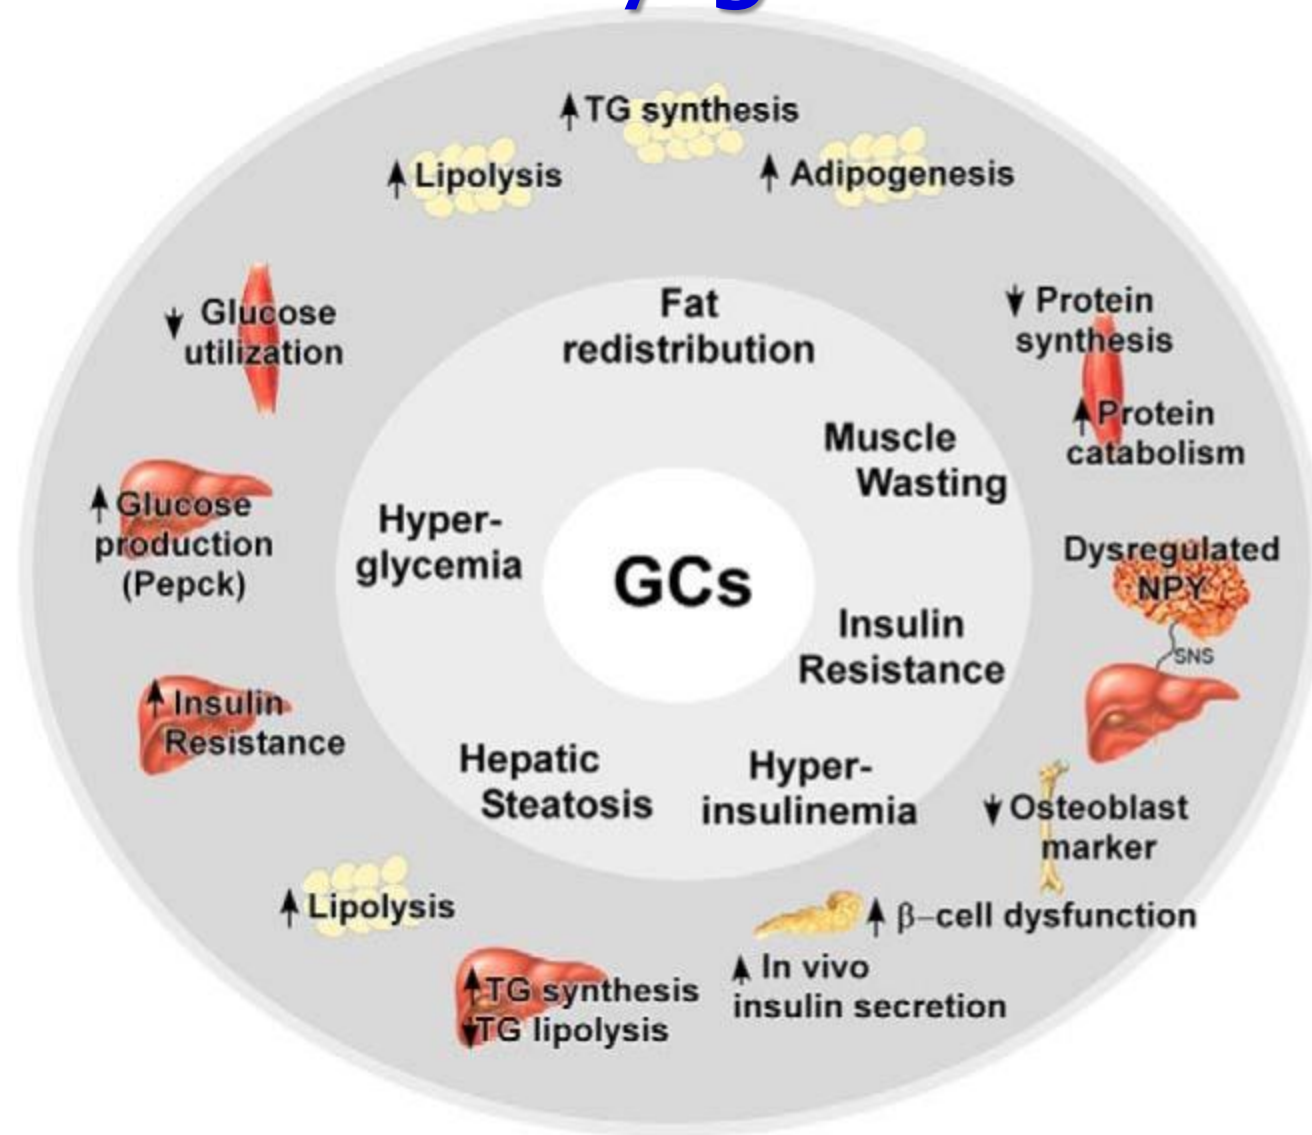 ↑ TG synthesis
↑ Lipolysis
↑ Adipogenesis
↓ Glucose
utilization
Fat
redistribution
↓ Protein
synthesis
↑ Protein
catabolism
Muscle
Wasting
↑ Glucose
production
(Pepck)
Hyper-
glycemia
GCs
Dysregulated
NPY
SNS
Insulin
Resistance
↑ Insulin
Resistance
Hepatic
Steatosis
Hyper-
insulinemia
↓ Osteoblast
marker
↑ Lipolysis
↑ β–cell dysfunction
↑ TG synthesis
↓ TG lipolysis
↑ In vivo
insulin secretion